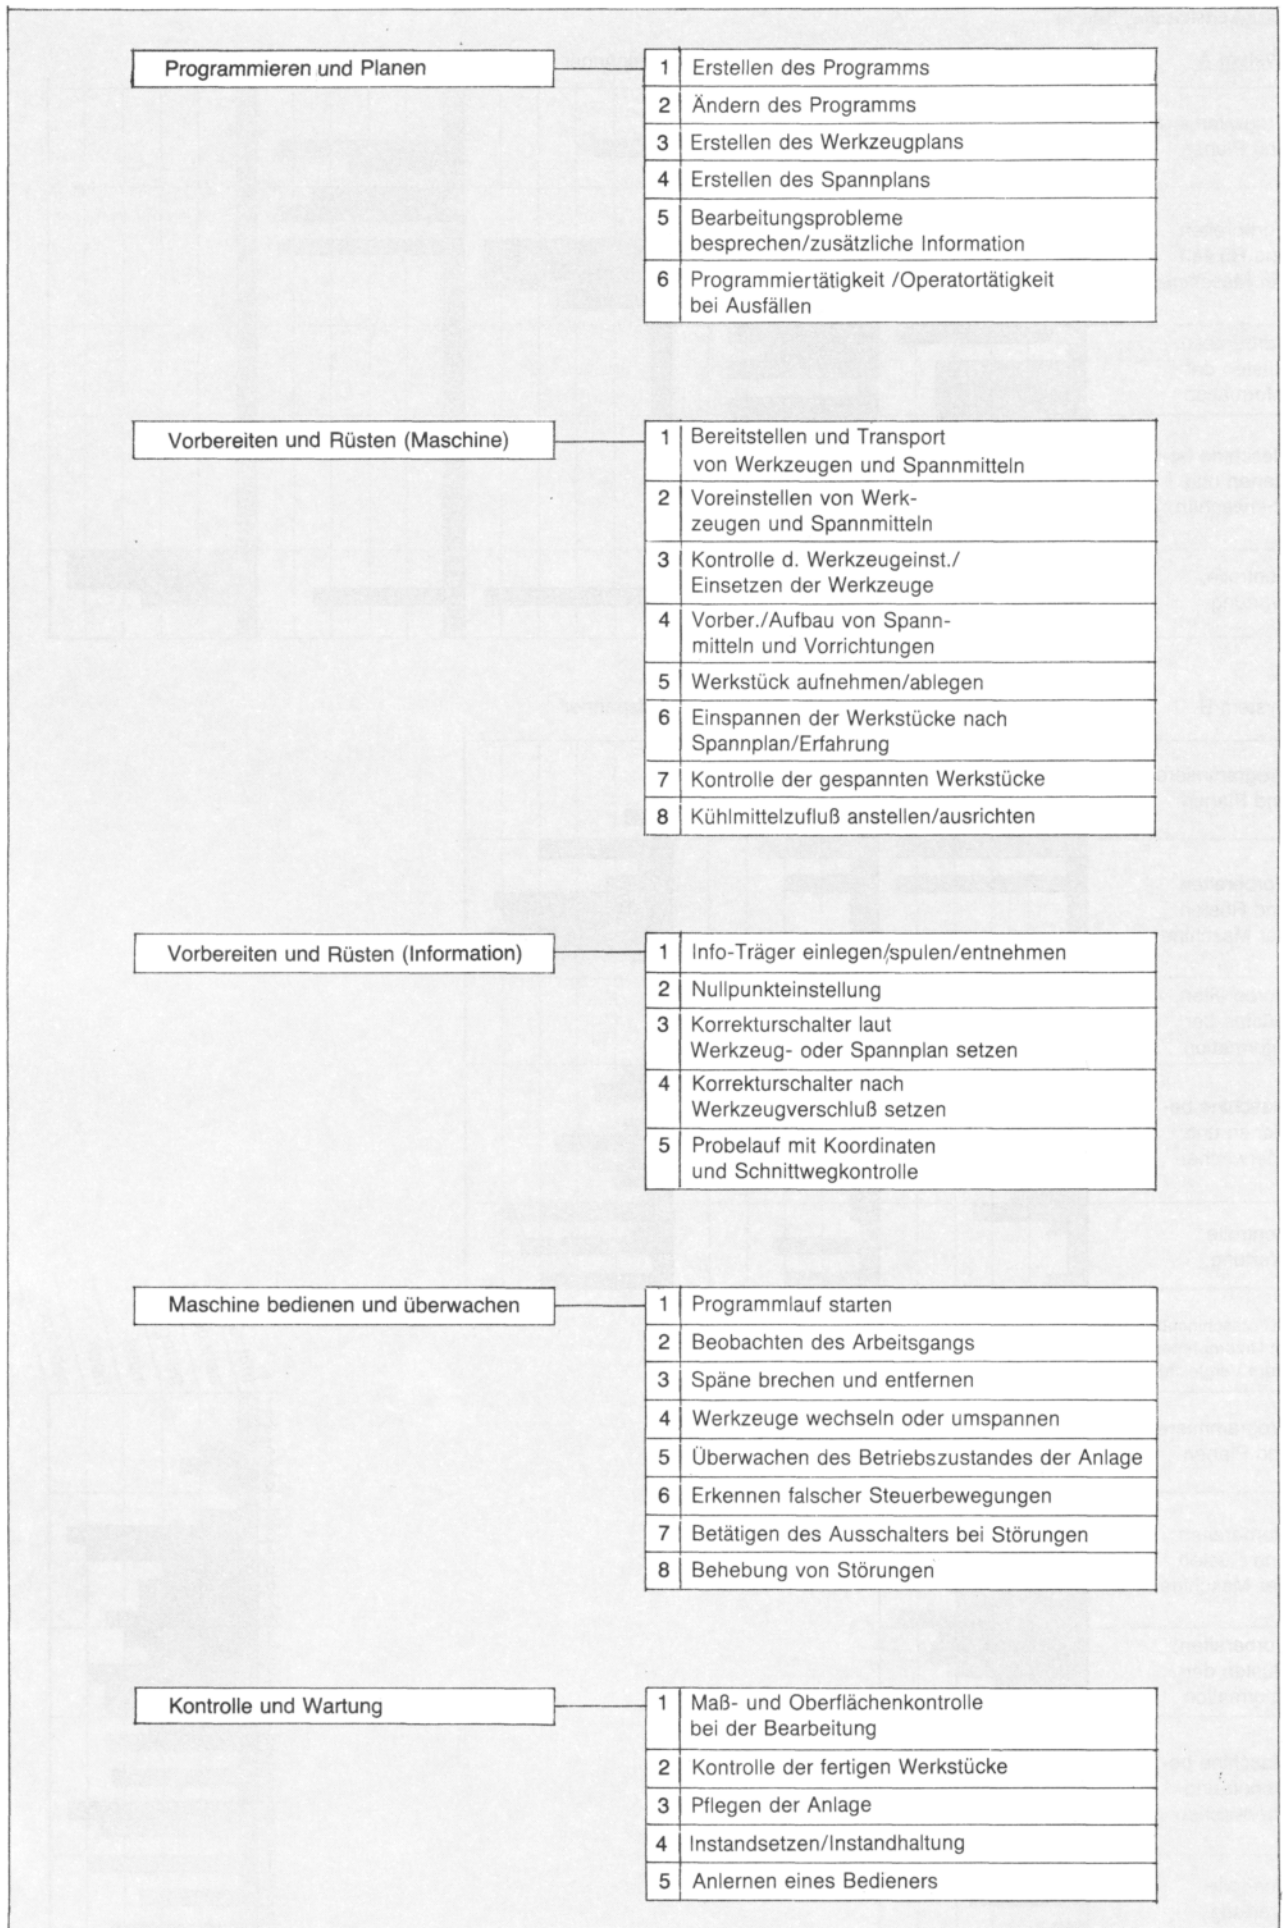 Programmieren und Planen
1 Erstellen des Programms
2 Ändern des Programms
3 Erstellen des Werkzeugplans
4 Erstellen des Spannplans
5 Bearbeitungsprobleme
besprechen/zusätzliche Information
6 Programmiertätigkeit /Operatortätigkeit
bei Ausfällen
Vorbereiten und Rüsten (Maschine)
1 Bereitstellen und Transport
von Werkzeugen und Spannmitteln
2 Voreinstellen von Werk-
zeugen und Spannmitteln
3 Kontrolle d. Werkzeugeinst./
Einsetzen der Werkzeuge
4 Vorber./Aufbau von Spann-
mitteln und Vorrichtungen
5 Werkstück aufnehmen/ablegen
6 Einspannen der Werkstücke nach
Spannplan/Erfahrung
7 Kontrolle der gespannten Werkstücke
8 Kühlmittelzufluß anstellen/ausrichten
Vorbereiten und Rüsten (Information)
1 Info-Träger einlegen/spulen/entnehmen
2 Nullpunkteinstellung
3 Korrekturschalter laut
Werkzeug- oder Spannplan setzen
4 Korrekturschalter nach
Werkzeugverschluß setzen
5 Probelauf mit Koordinaten
und Schnittwegkontrolle
Maschine bedienen und überwachen
1 Programmlauf starten
2 Beobachten des Arbeitsgangs
3 Späne brechen und entfernen
4 Werkzeuge wechseln oder umspannen
5 Überwachen des Betriebszustandes der Anlage
6 Erkennen falscher Steuerbewegungen
7 Betätigen des Ausschalters bei Störungen
8 Behebung von Störungen
Kontrolle und Wartung
1 Maß- und Oberflächenkontrolle
bei der Bearbeitung
2 Kontrolle der fertigen Werkstücke
3 Pflegen der Anlage
4 Instandsetzen/Instandhaltung
5 Anlernen eines Bedieners